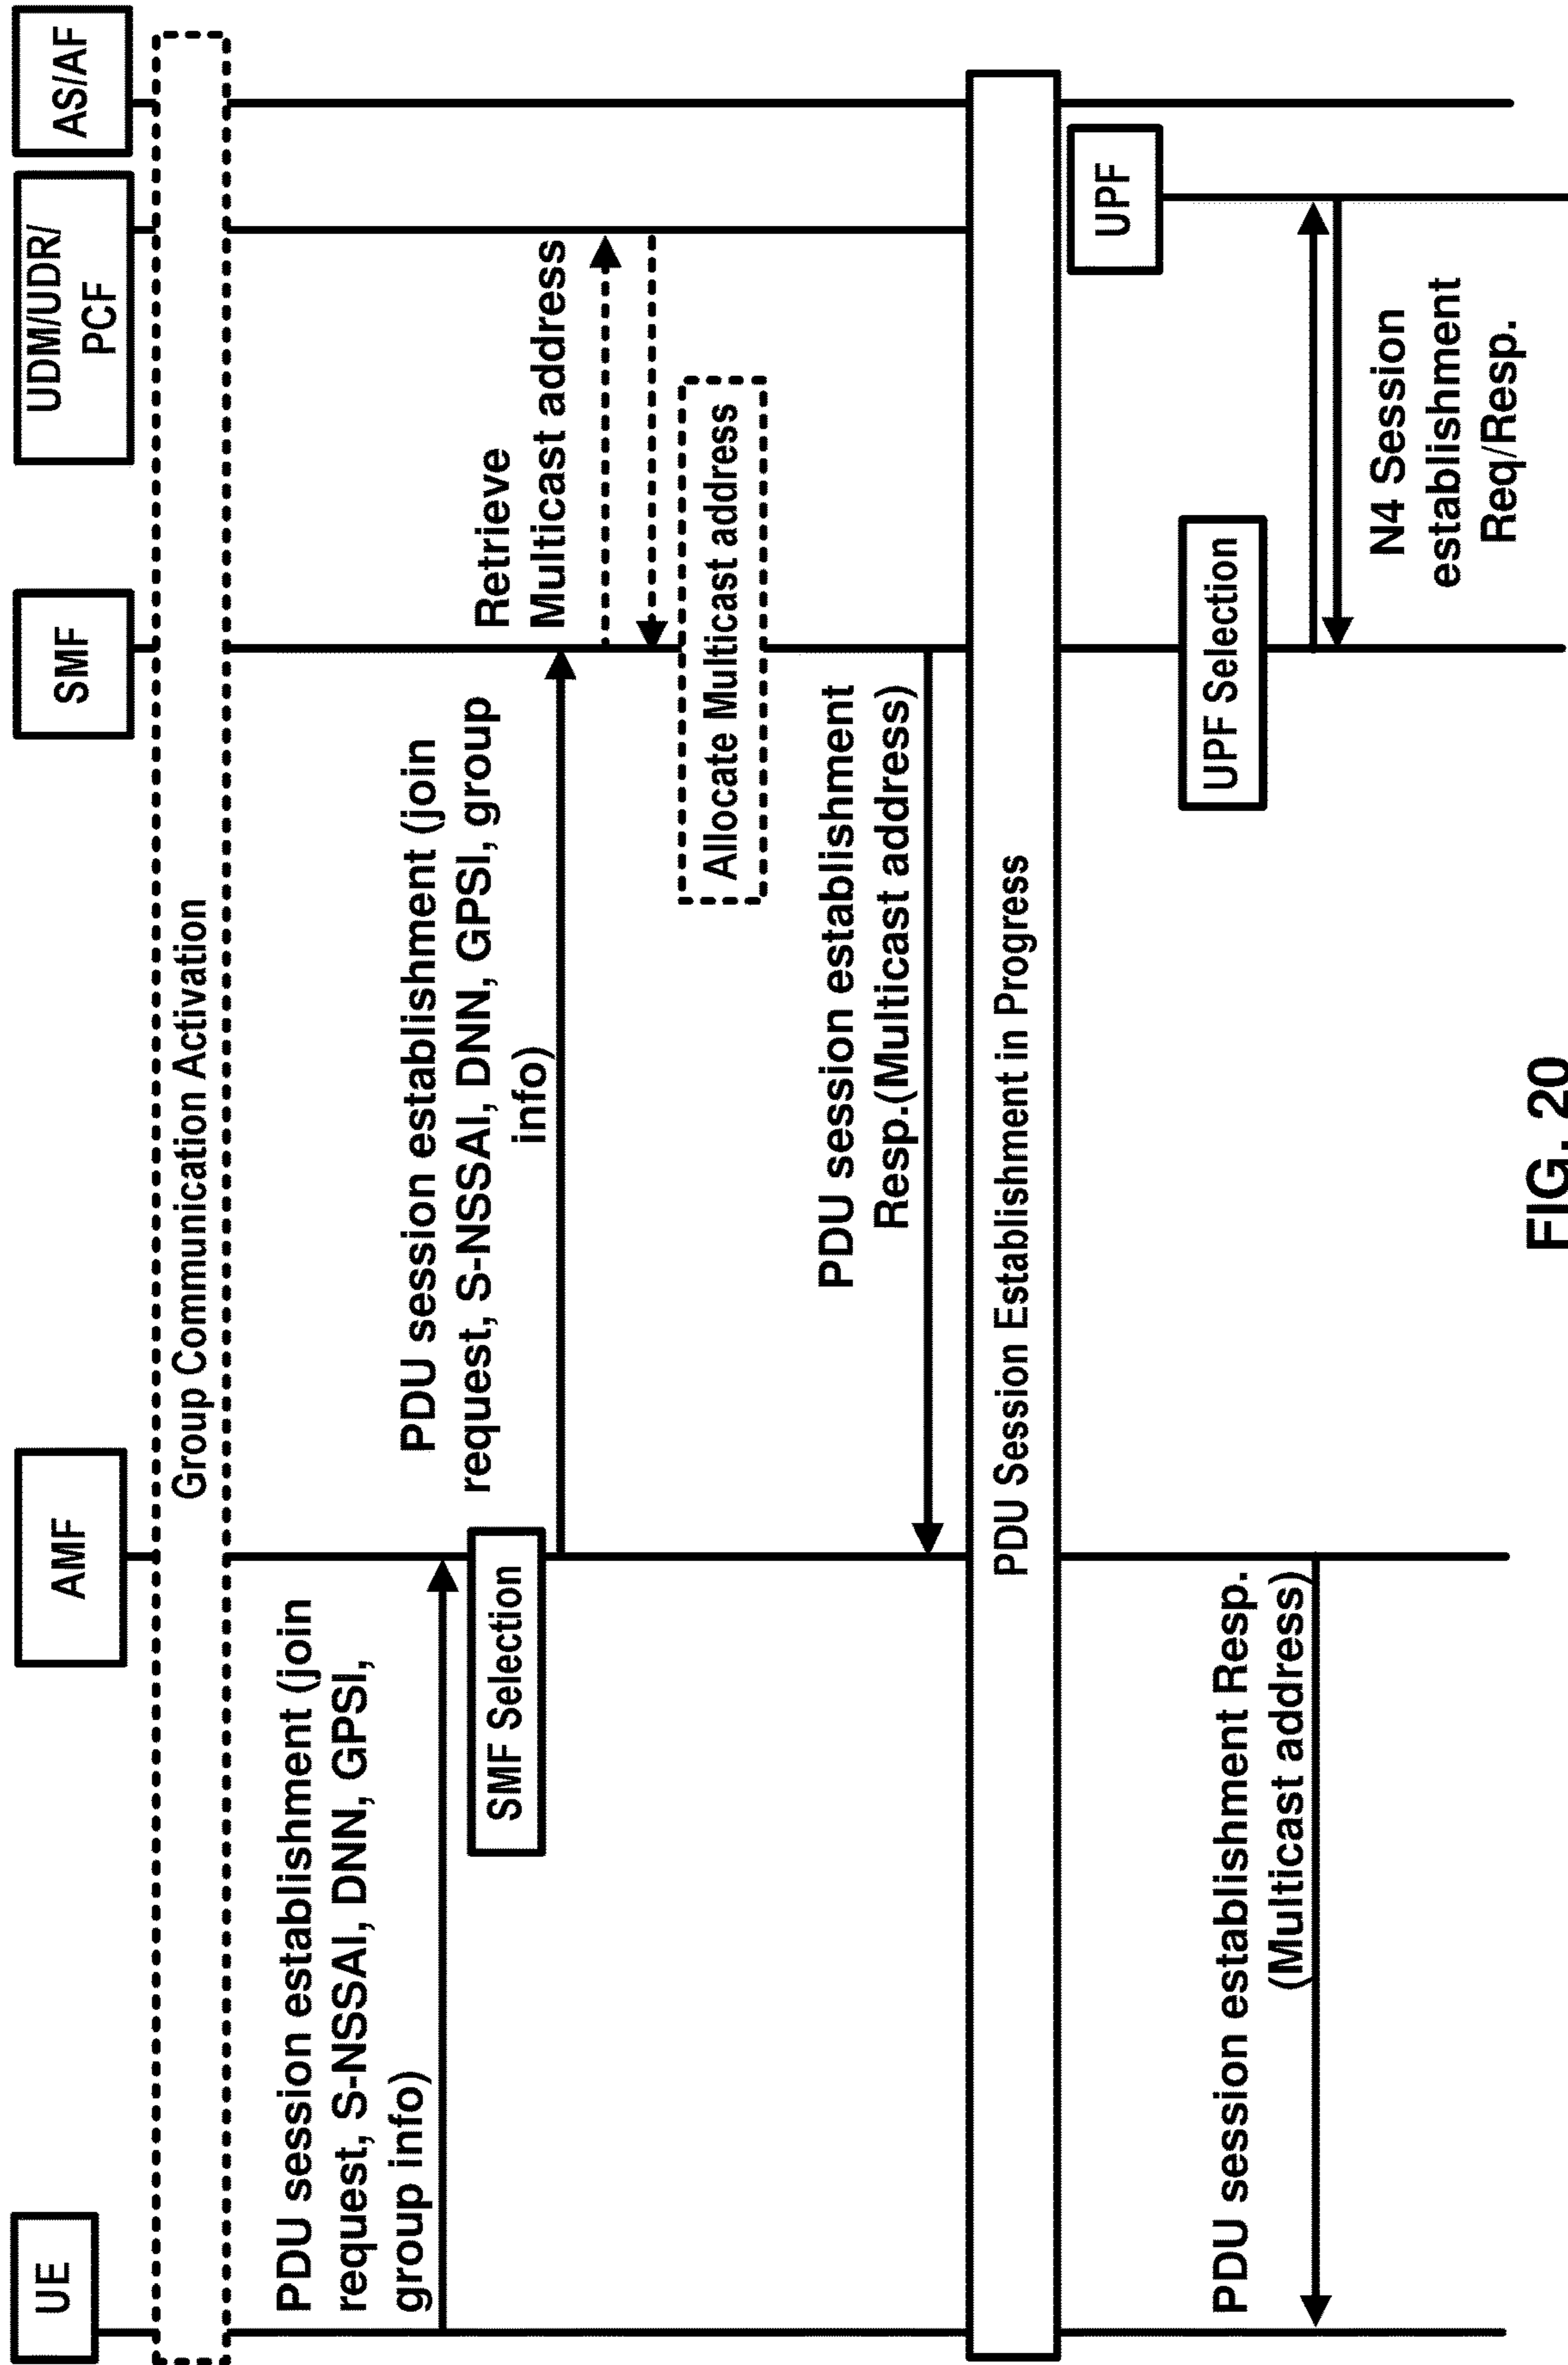 UE
AMF
SMF
UDM/UDR/
PCF
AS/AF
Group Communication Activation
PDU session establishment (join
request, S-NSSAI, DNN, GPSI,
group info)
SMF Selection
PDU session establishment (join
request, S-NSSAI, DNN, GPSI, group
info)
Retrieve
Multicast address
Allocate Multicast address
PDU session establishment
Resp.(Multicast address)
PDU Session Establishment in Progress
UPF
UPF Selection
PDU session establishment Resp.
(Multicast address)
N4 Session
establishment
Req/Resp.
FIG. 20